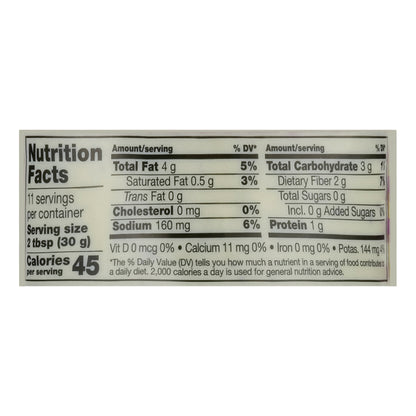 Nutrition
Facts
11 servings
per container
Serving size
2 tbsp (30 g)
Calories 45
per serving
Amount/serving % DV*
Total Fat 4 g 5%
Saturated Fat 0.5 g 3%
Trans Fat 0 g
Cholesterol 0 mg 0%
Sodium 160 mg 6%
Amount/serving % DV*
Total Carbohydrate 3 g
Dietary Fiber 2 g
Total Sugars 0 g
Incl. 0 g Added Sugars
Protein 1 g
Vit D 0 mcg 0% • Calcium 11 mg 0% • Iron 0 mg 0% • Potas. 144 mg
*The % Daily Value (DV) tells you how much a nutrient in a serving of food contributes
a daily diet. 2,000 calories a day is used for general nutrition advice.